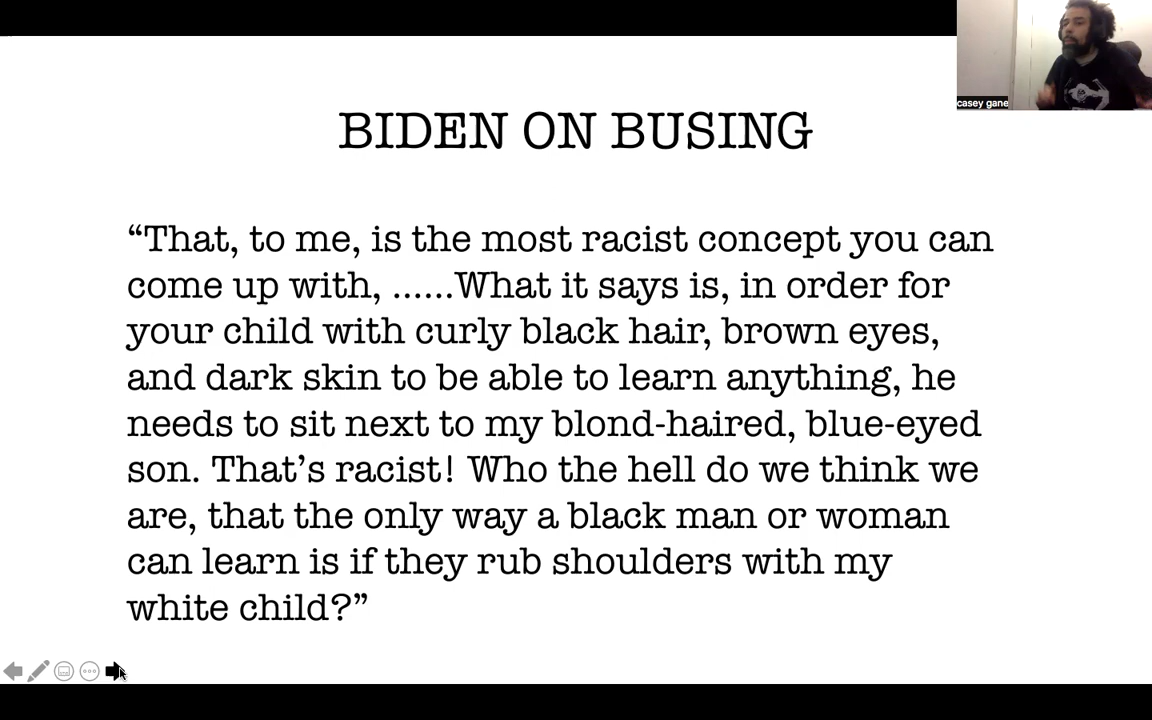 casey gane
BIDEN ON BUSING
“That, to me, is the most racist concept you can
come up with, ......What it says is, in order for
your child with curly black hair, brown eyes,
and dark skin to be able to learn anything, he
needs to sit next to my blond-haired, blue-eyed
son. That’s racist! Who the hell do we think we
are, that the only way a black man or woman
can learn is if they rub shoulders with my
white child?”